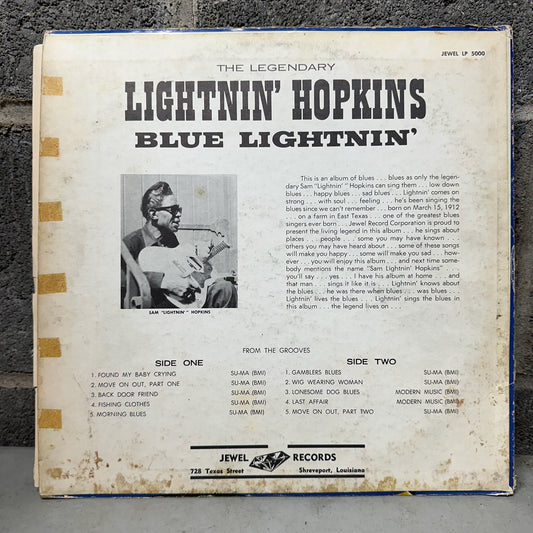 JEWEL LP 5000
THE LEGENDARY
LIGHTNIN' HOPKINS
BLUE LIGHTNIN'
This is an album of blues . . . blues as only the legen-
dary Sam "Lightnin' " Hopkins can sing them . . . low down
blues . . . happy blues . . . sad blues . . . Lightnin' comes on
strong . . . with soul . . . feeling . . . he's been singing the
blues since we can't remember . . . born on March 15, 1912
. . . on a farm in East Texas . . . one of the greatest blues
singers ever born . . . Jewel Record Corporation is proud to
present the living legend in this album . . . he sings about
places . . . people . . . some you may have known . . .
others you may have heard about . . . some of these songs
will make you happy . . . some will make you sad . . . how-
ever . . . you will enjoy this album . . . and next time some-
body mentions the name "Sam Lightnin' Hopkins" . . .
you'll say . . . yes . . . I have his album at home . . . and
that man . . . sings it like it is . . . Lightnin' knows about
the blues . . . he was there when blues . . . was blues . . .
Lightnin' lives the blues . . . Lightnin' sings the blues in
this album . . . the legend lives on . . .
SAM "LIGHTNIN' " HOPKINS
FROM THE GROOVES
SIDE ONE
1. FOUND MY BABY CRYING SU-MA (BMI)
2. MOVE ON OUT, PART ONE SU-MA (BMI)
3. BACK DOOR FRIEND SU-MA (BMI)
4. FISHING CLOTHES SU-MA (BMI)
5. MORNING BLUES SU-MA (BMI)
SIDE TWO
1. GAMBLERS BLUES SU-MA (BMI)
2. WIG WEARING WOMAN SU-MA (BMI)
3. LONESOME DOG BLUES MODERN MUSIC (BMI)
4. LAST AFFAIR MODERN MUSIC (BMI)
5. MOVE ON OUT, PART TWO SU-MA (BMI)
JEWEL RECORDS
728 Texas Street Shreveport, Louisiana